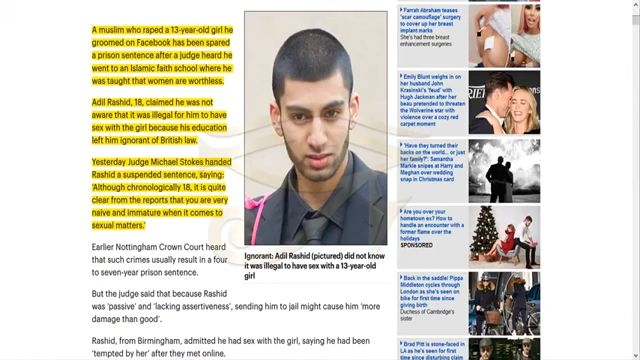 A muslim who raped a 13-year-old girl he
groomed on Facebook has been spared
a prison sentence after a judge heard he
went to an Islamic faith school where he
was taught that women are worthless.
Adil Rashid, 18, claimed he was not
aware that it was illegal for him to have
sex with the girl because his education
left him ignorant of British law.
Yesterday Judge Michael Stokes handed
Rashid a suspended sentence, saying:
'Although chronologically 18, it is quite
clear from the reports that you are very
naive and immature when it comes to
sexual matters.'
Earlier Nottingham Crown Court heard
that such crimes usually result in a four
to seven-year prison sentence.
But the judge said that because Rashid
was 'passive' and 'lacking assertiveness', sending him to jail might cause him 'more
damage than good'.
Rashid, from Birmingham, admitted he had sex with the girl, saying he had been
'tempted by her' after they met online.
Ignorant: Adil Rashid (pictured) did not know
it was illegal to have sex with a 13-year-old
girl
Farrah Abraham teases
'scar camouflage' surgery
to cover up her breast
implant marks
She's had three breast
enhancement surgeries
Emily Blunt weighs in on
her husband John
Krasinski's 'feud' with
Hugh Jackman after her
beau pretended to threaten
the Wolverine star with
violence over a cozy red
carpet moment
'Have they turned their
backs on the world... or just
her family?' Samantha
Markle snipes at Harry and
Meghan over wedding
snap in Christmas card
Are you over your
hometown ex? How to
handle an encounter with
a former flame over the
holidays
SPONSORED
Back in the saddle! Pippa
Middleton cycles through
London as she's seen on
bike for first time since
giving birth
Duchess of Cambridge's
sister
Brad Pitt is stone-faced in
LA as he's seen for first
time since disturbing claim